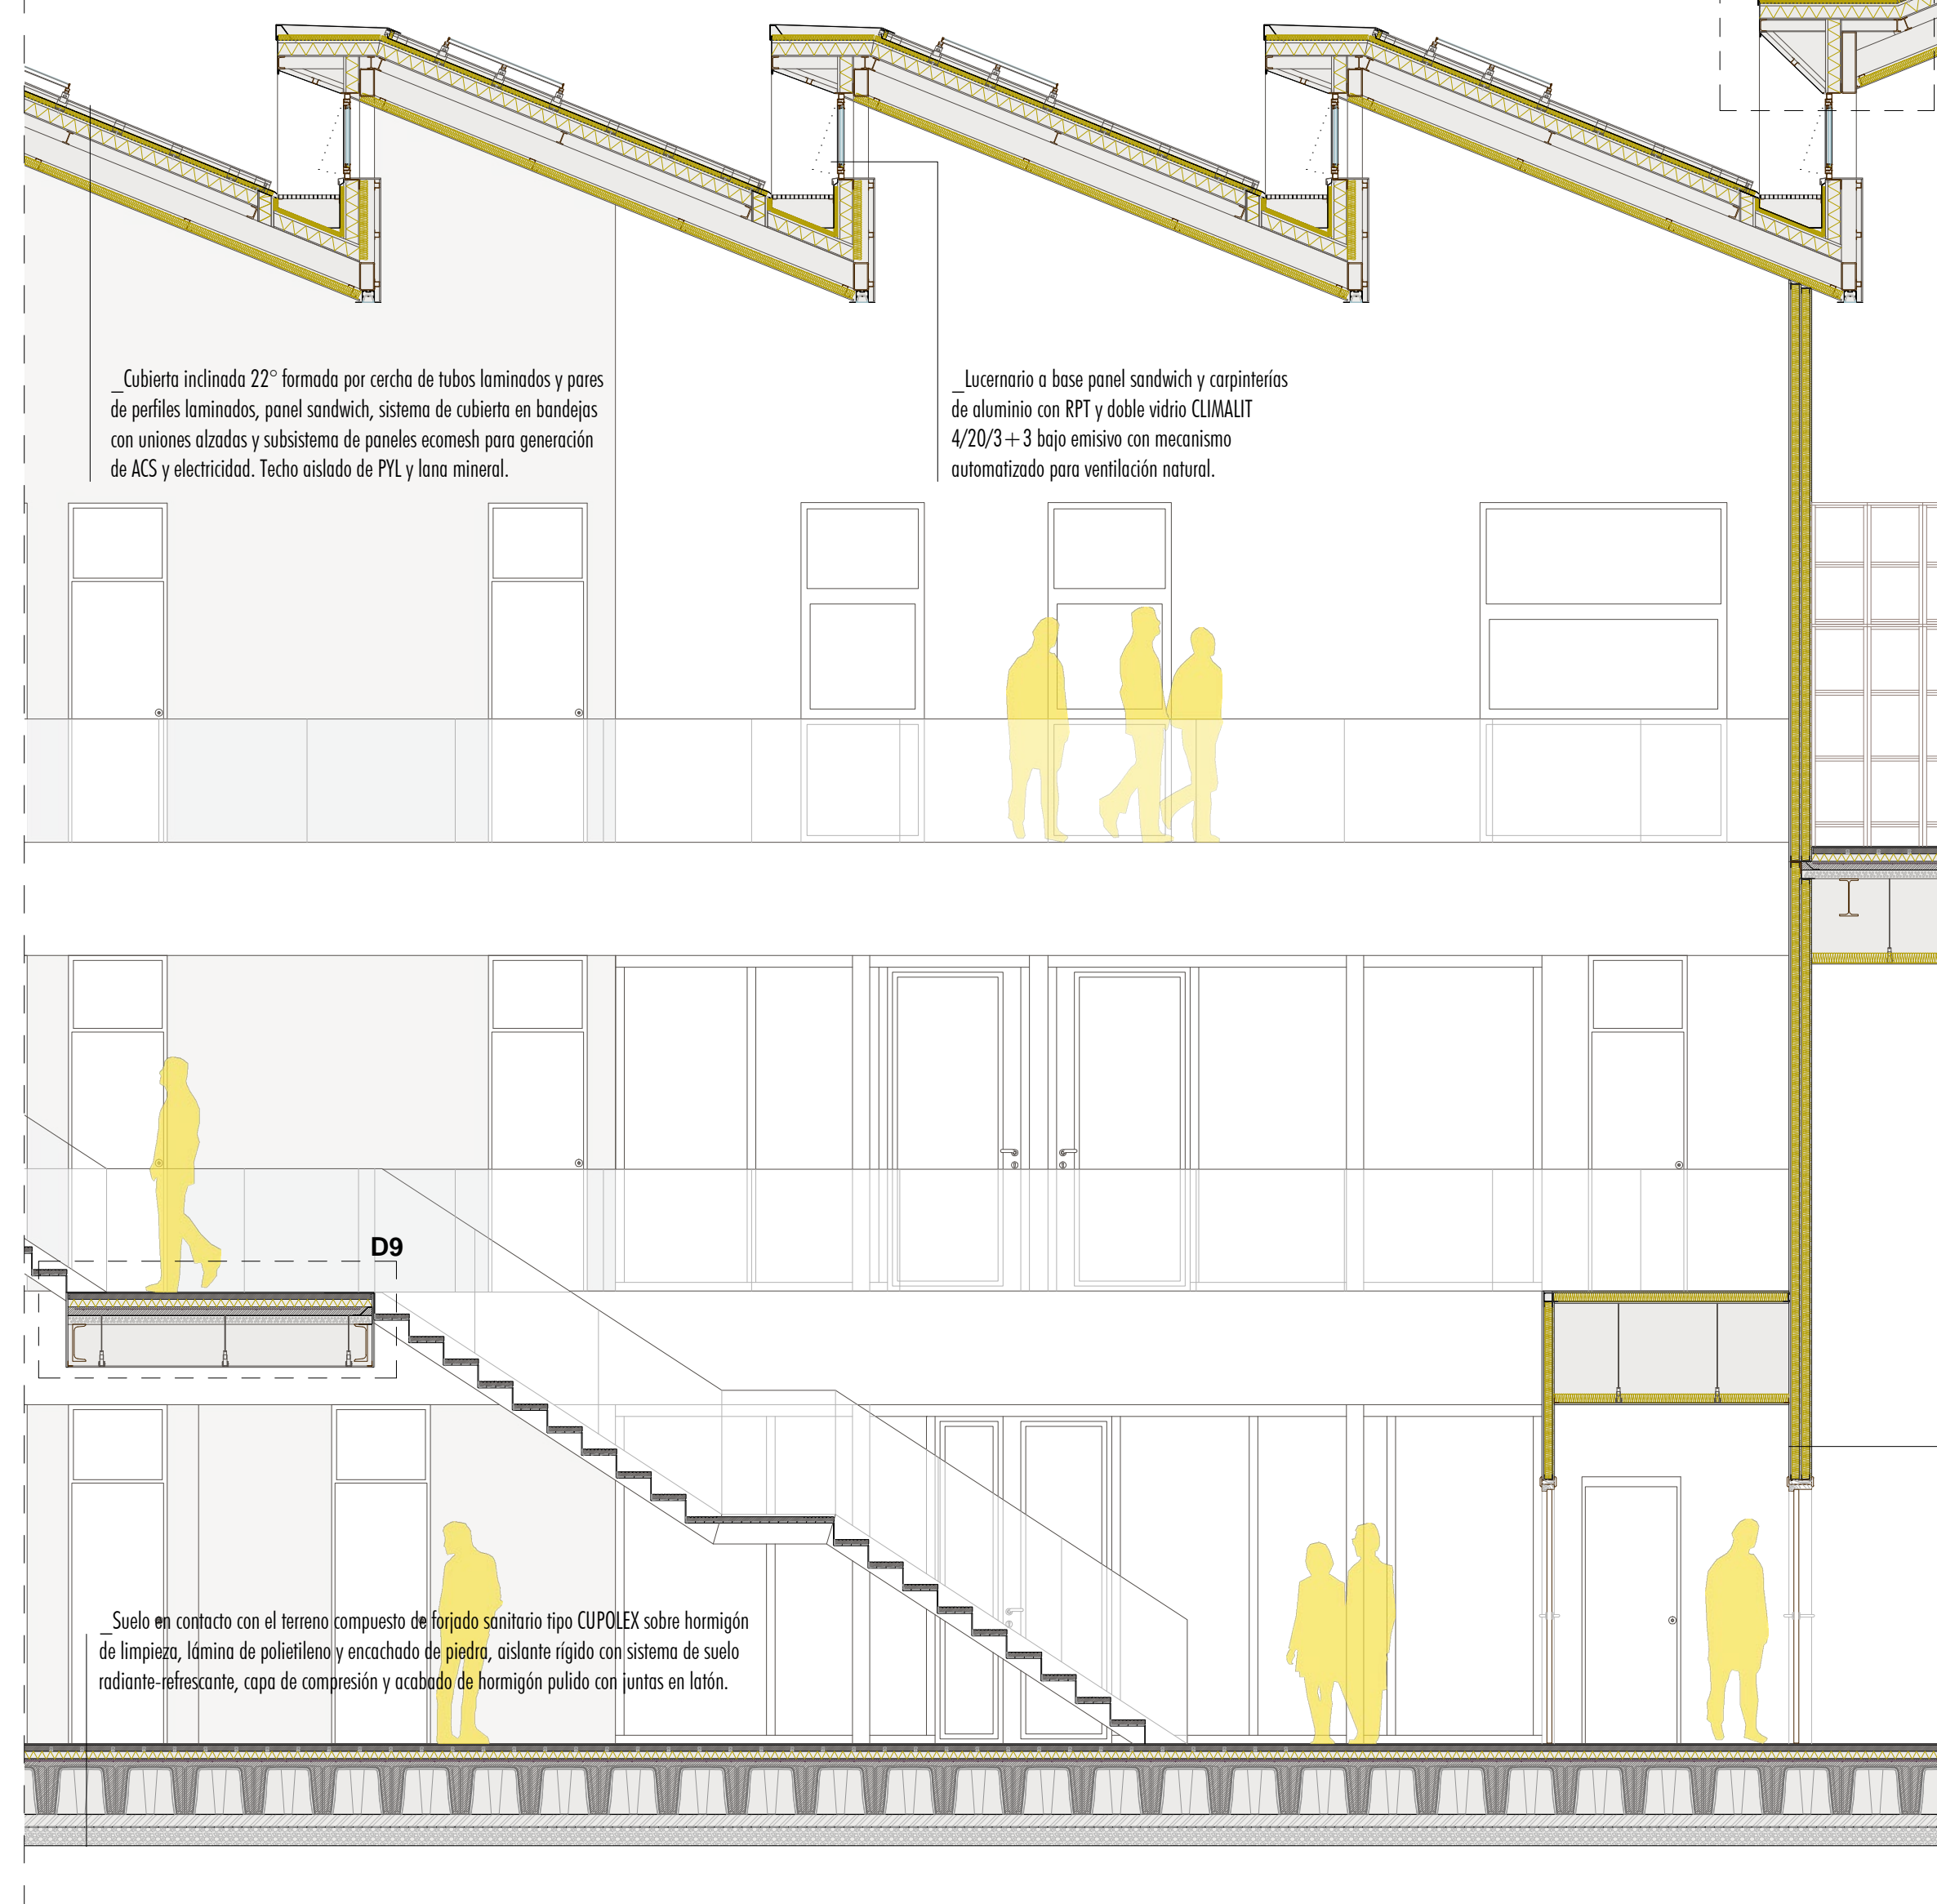 _Cubierta inclinada 22° formada por cercha de tubos laminados y pares
de perfiles laminados, panel sandwich, sistema de cubierta en bandejas
con uniones alzadas y subsistema de paneles ecomesh para generación
de ACS y electricidad. Techo aislado de PYL y lana mineral.
_Lucernario a base panel sandwich y carpinterías
de aluminio con RPT y doble vidrio CLIMALIT
4/20/3+3 bajo emisivo con mecanismo
automatizado para ventilación natural.
D9
_Suelo en contacto con el terreno compuesto de forjado sanitario tipo CUPOLEX sobre hormigón
de limpieza, lámina de polietileno y encachado de piedra, aislante rígido con sistema de suelo
radiante-refrescante, capa de compresión y acabado de hormigón pulido con juntas en latón.